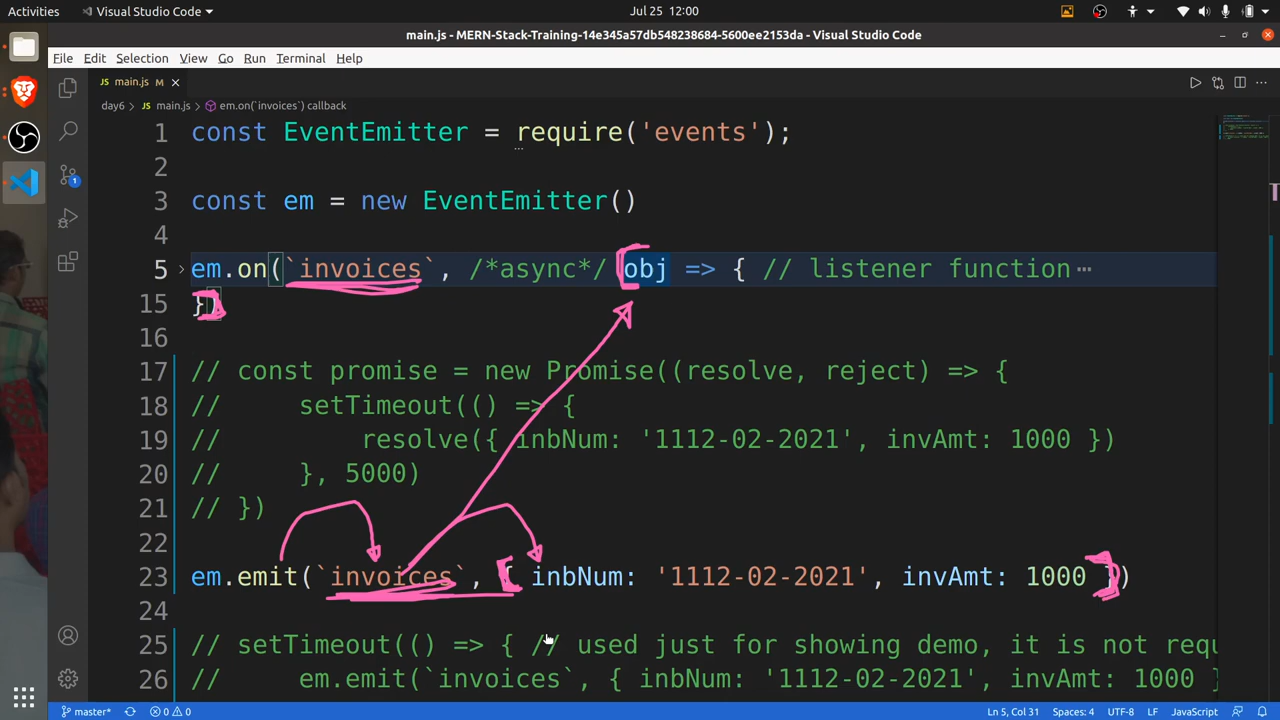 Activities
Visual Studio Code
Jul 25 12:00
main.js - MERN-Stack-Training-14e345a57db548238684-5600ee2153da - Visual Studio Code
File Edit Selection View Go Run Terminal Help
main.js M
day6 > main.js > em.on(`invoices`) callback
1 const EventEmitter = require('events');
2
3 const em = new EventEmitter()
4
5 em.on(`invoices`, /*async*/ obj => { // listener function ⋯
15 })
16
17 // const promise = new Promise((resolve, reject) => {
18 //     setTimeout(() => {
19 //         resolve({ inbNum: '1112-02-2021', invAmt: 1000 })
20 //     }, 5000)
21 // })
22
23 em.emit(`invoices`, { inbNum: '1112-02-2021', invAmt: 1000 })
24
25 // setTimeout(() => { // used just for showing demo, it is not requ
26 //     em.emit(`invoices`, { inbNum: '1112-02-2021', invAmt: 1000 }
1
master* 0 0 Ln 5, Col 31 Spaces: 4 UTF-8 LF JavaScript